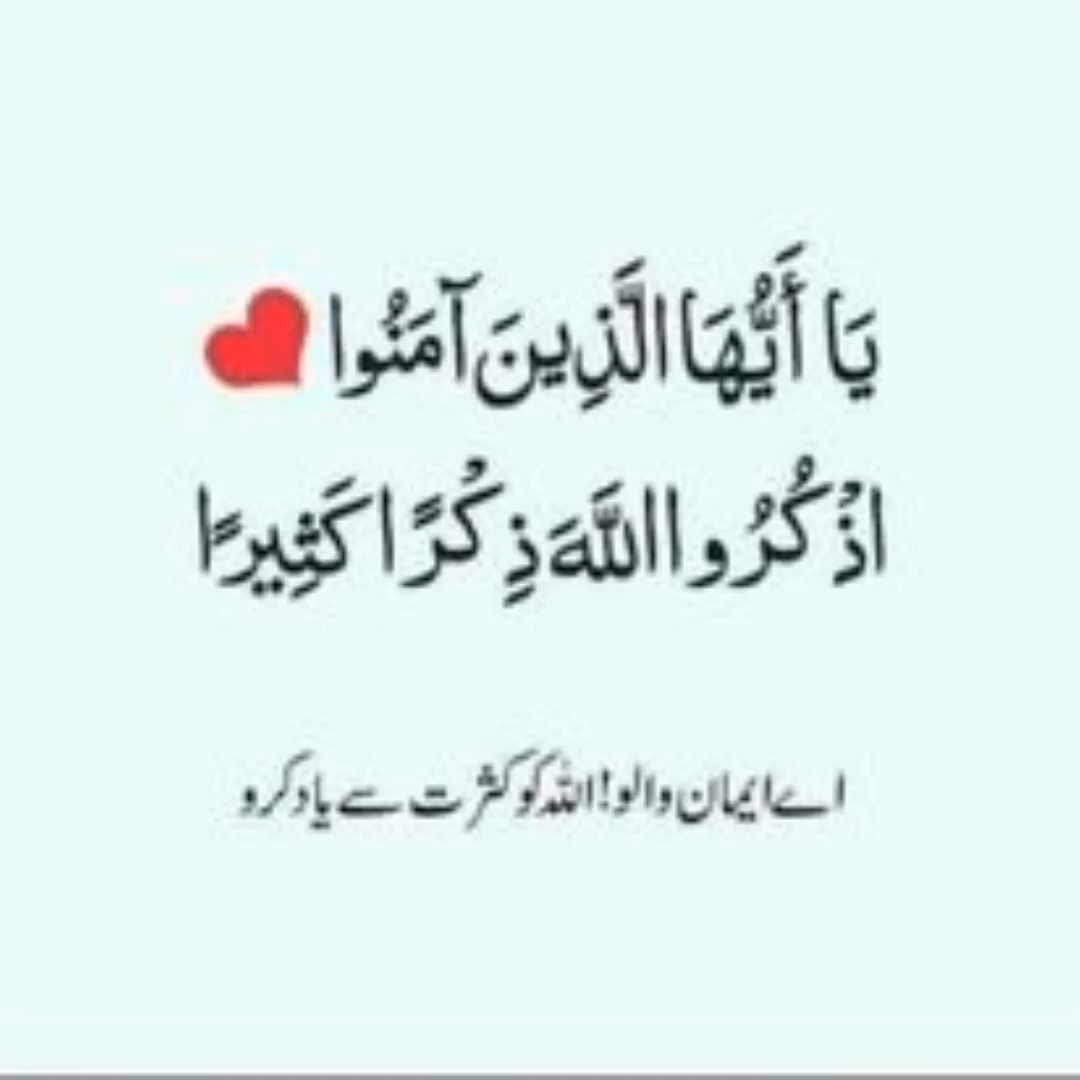 يَا أَيُّهَا الَّذِينَ آمَنُوا ❤
اذْكُرُوا اللَّهَ ذِكْرًا كَثِيرًا
اے ایمان والو! اللہ کو کثرت سے یاد کرو